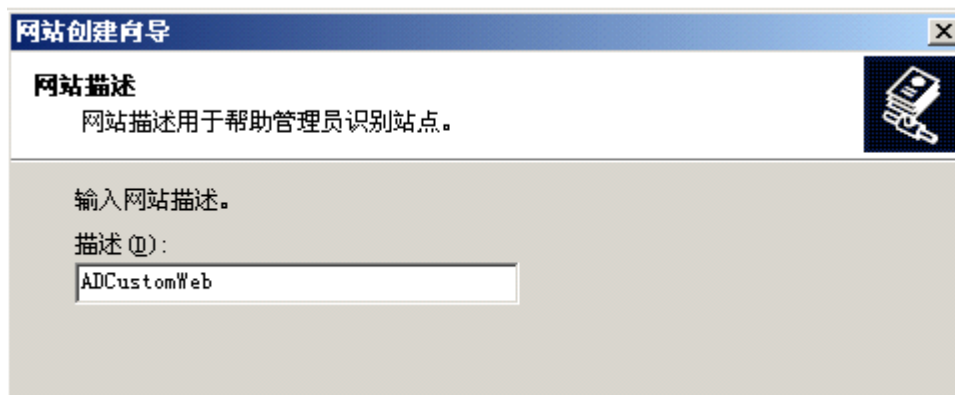 网站创建向导
网站描述
网站描述用于帮助管理员识别站点。
输入网站描述。
描述(D):
ADCustomWeb